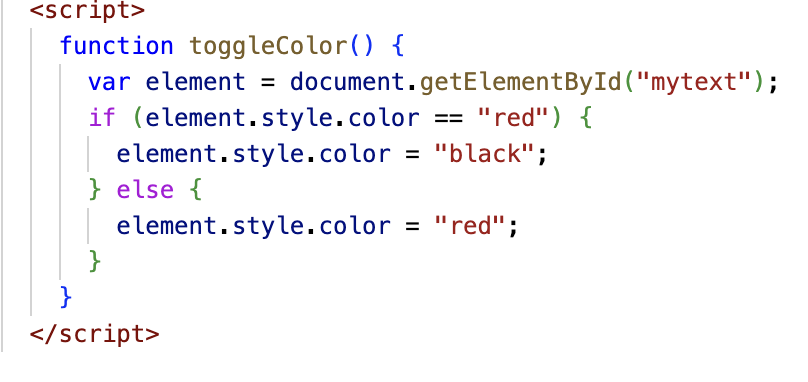 <script>
function toggleColor() {
var element = document.getElementById("mytext");
if (element.style.color == "red") {
element.style.color = "black";
} else {
element.style.color = "red";
}
}
</script>